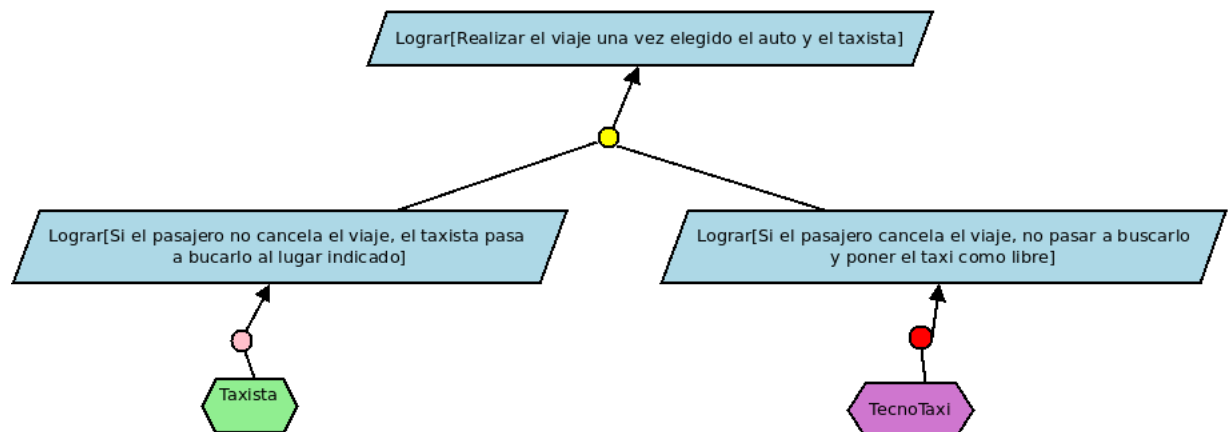 Lograr[Realizar el viaje una vez elegido el auto y el taxista]
Lograr[Si el pasajero no cancela el viaje, el taxista pasa
a bucarlo al lugar indicado]
Lograr[Si el pasajero cancela el viaje, no pasar a buscarlo
y poner el taxi como libre]
Taxista
TecnoTaxi